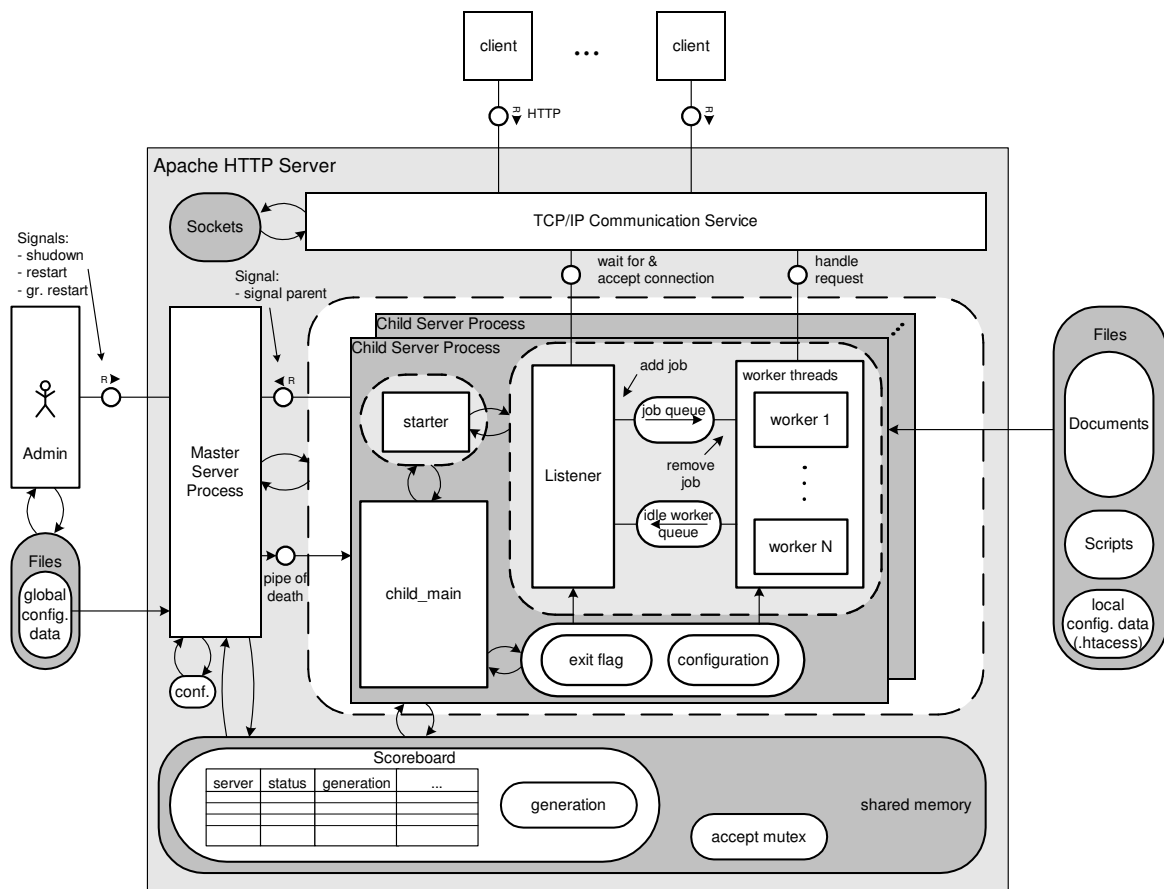 client
...
client
R
HTTP
R
Apache HTTP Server
Sockets
TCP/IP Communication Service
Signals:
- shudown
- restart
- gr. restart
wait for &
accept connection
handle
request
Signal:
- signal parent
Child Server Process
Child Server Process
...
Files
Documents
Scripts
local
config. data
(.htacess)
R
R
Admin
Master
Server
Process
starter
Listener
add job
job queue
remove
job
idle worker
queue
worker threads
worker 1
worker N
Files
global
config.
data
pipe of
death
child_main
exit flag
configuration
conf.
Scoreboard
server
status
generation
...
generation
shared memory
accept mutex